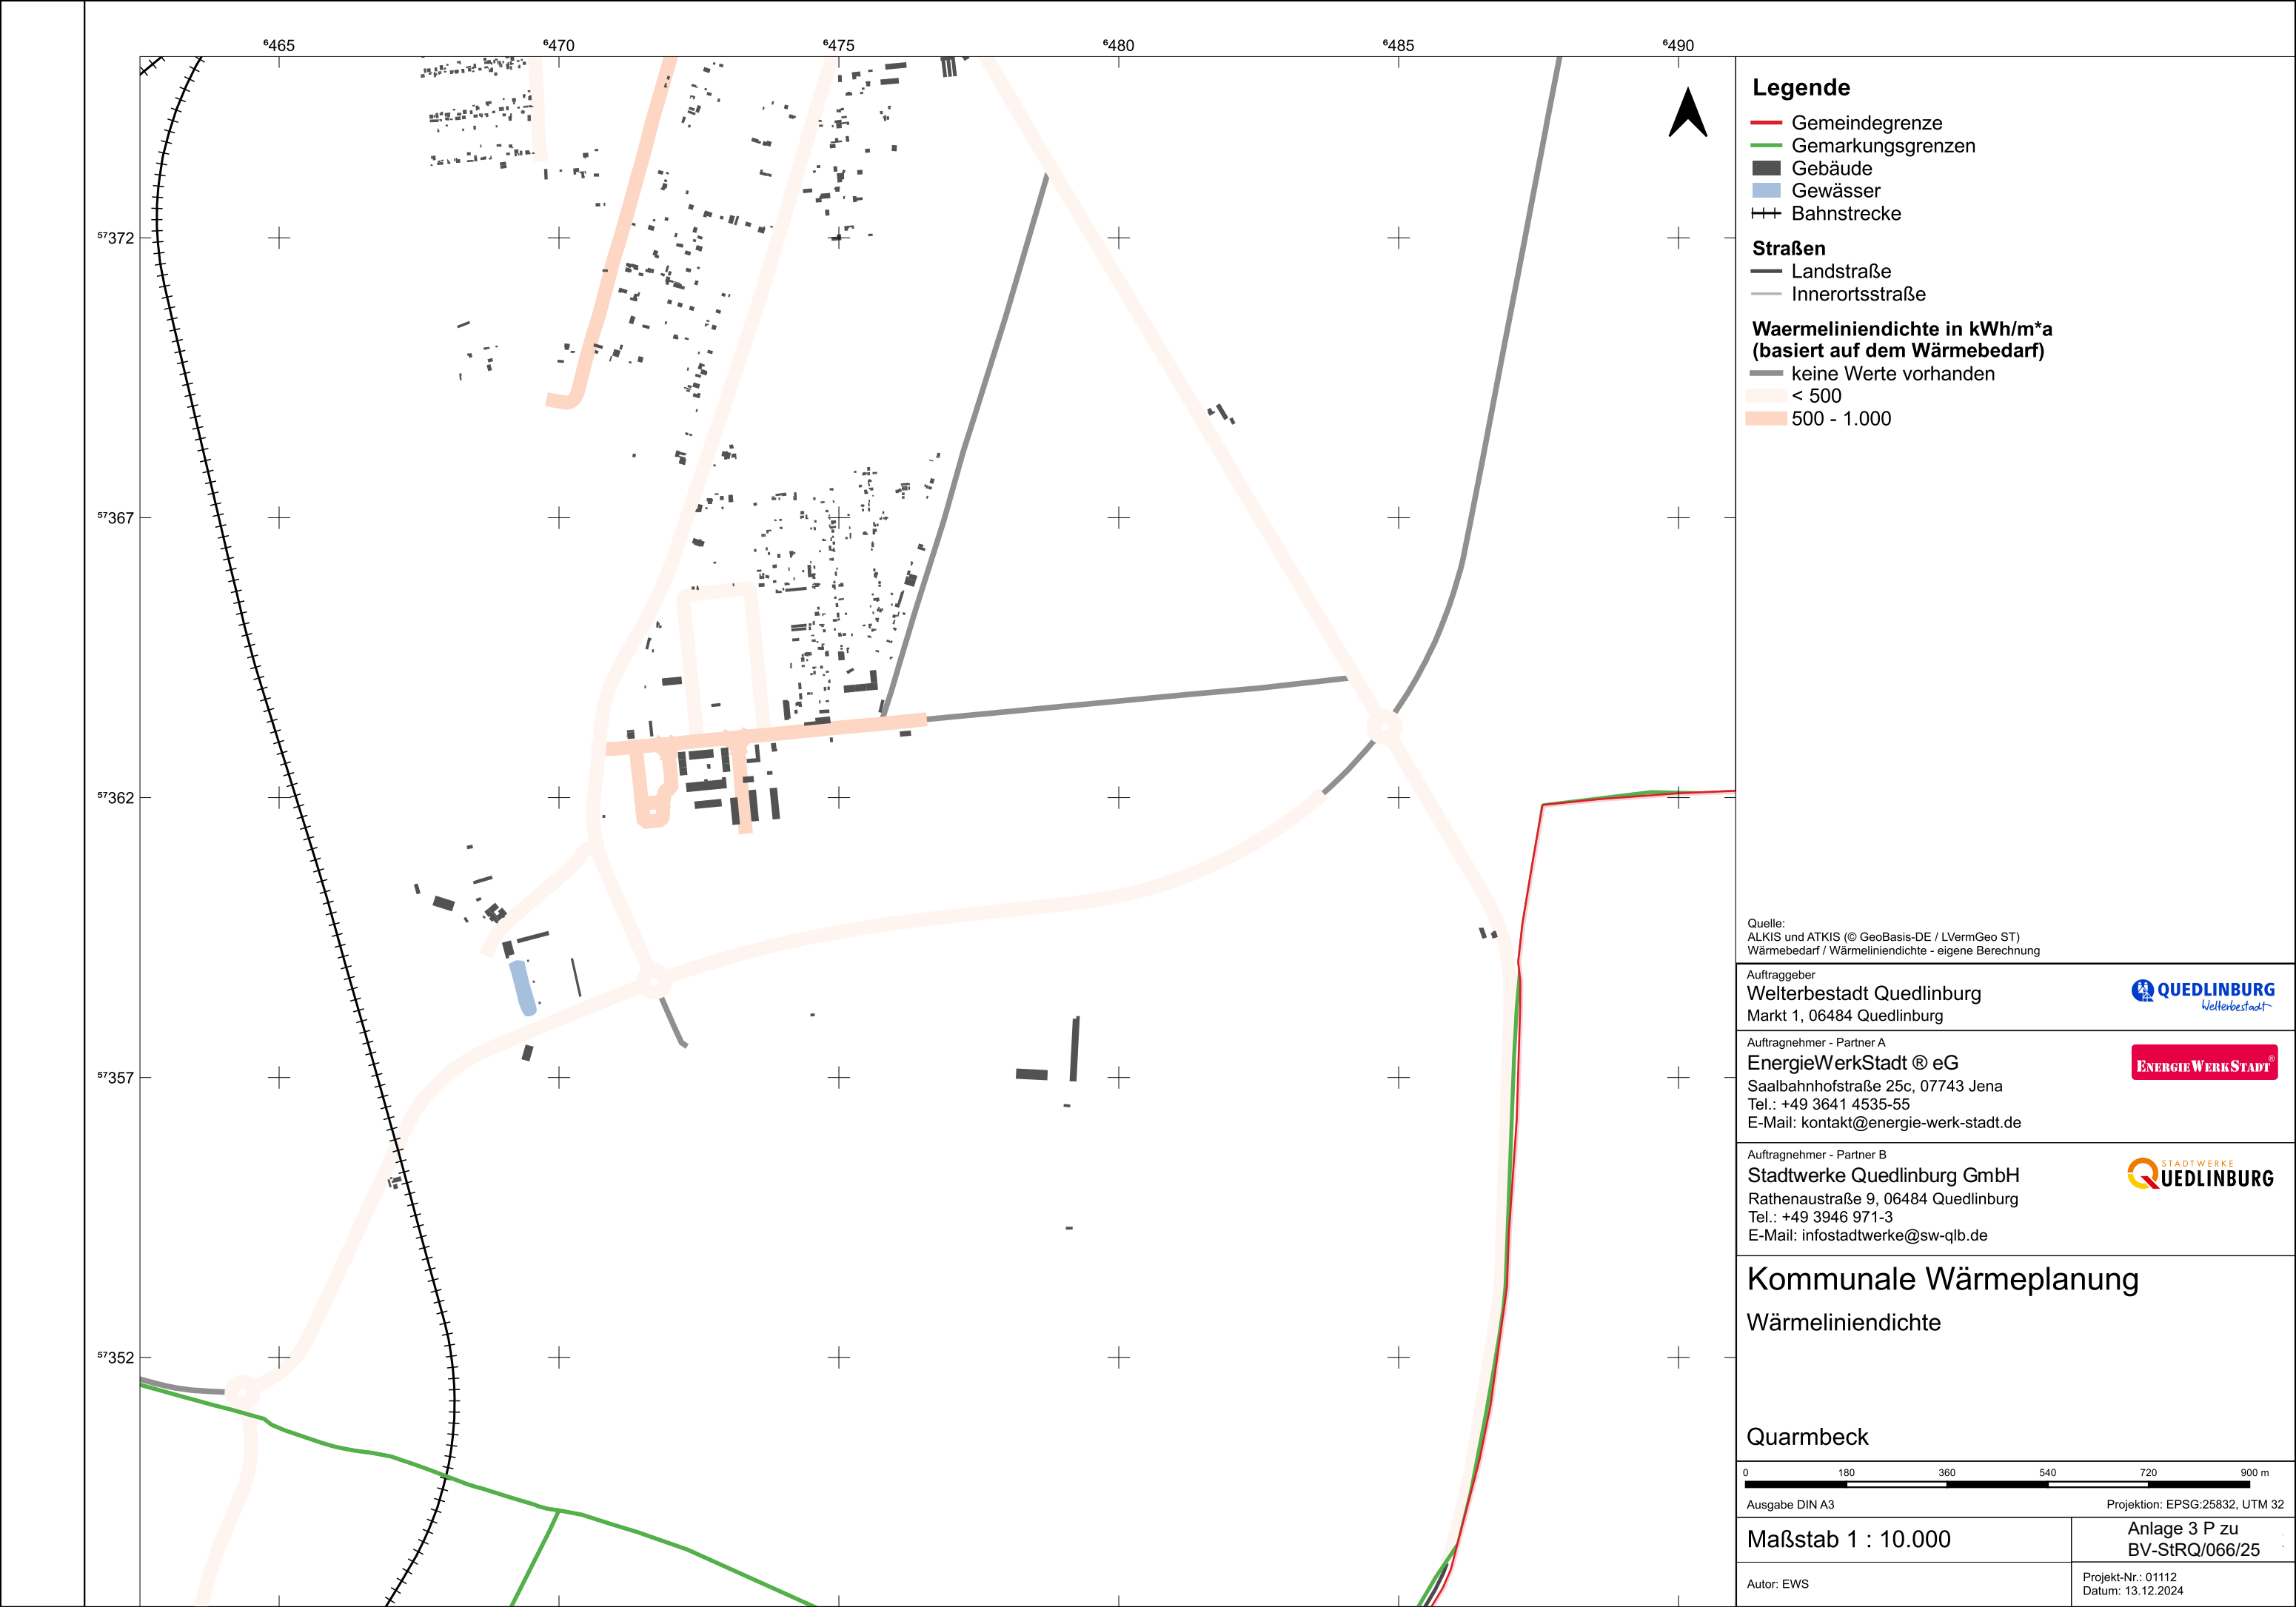 ⁶465 ⁶470 ⁶475 ⁶480 ⁶485 ⁶490
⁵⁷372
⁵⁷367
⁵⁷362
⁵⁷357
⁵⁷352
Legende
Gemeindegrenze
Gemarkungsgrenzen
Gebäude
Gewässer
Bahnstrecke
Straßen
Landstraße
Innerortsstraße
Waermeliniendichte in kWh/m*a
(basiert auf dem Wärmebedarf)
keine Werte vorhanden
< 500
500 - 1.000
Quelle:
ALKIS und ATKIS (© GeoBasis-DE / LVermGeo ST)
Wärmebedarf / Wärmeliniendichte - eigene Berechnung
Auftraggeber
Welterbestadt Quedlinburg
Markt 1, 06484 Quedlinburg
QUEDLINBURG
Welterbestadt
Auftragnehmer - Partner A
EnergieWerkStadt ® eG
Saalbahnhofstraße 25c, 07743 Jena
Tel.: +49 3641 4535-55
E-Mail: kontakt@energie-werk-stadt.de
ENERGIEWERKSTADT ®
Auftragnehmer - Partner B
Stadtwerke Quedlinburg GmbH
Rathenaustraße 9, 06484 Quedlinburg
Tel.: +49 3946 971-3
E-Mail: infostadtwerke@sw-qlb.de
STADTWERKE
QUEDLINBURG
Kommunale Wärmeplanung
Wärmeliniendichte
Quarmbeck
0 180 360 540 720 900 m
Ausgabe DIN A3 Projektion: EPSG:25832, UTM 32
Maßstab 1 : 10.000
Anlage 3 P zu
BV-StRQ/066/25
Autor: EWS
Projekt-Nr.: 01112
Datum: 13.12.2024